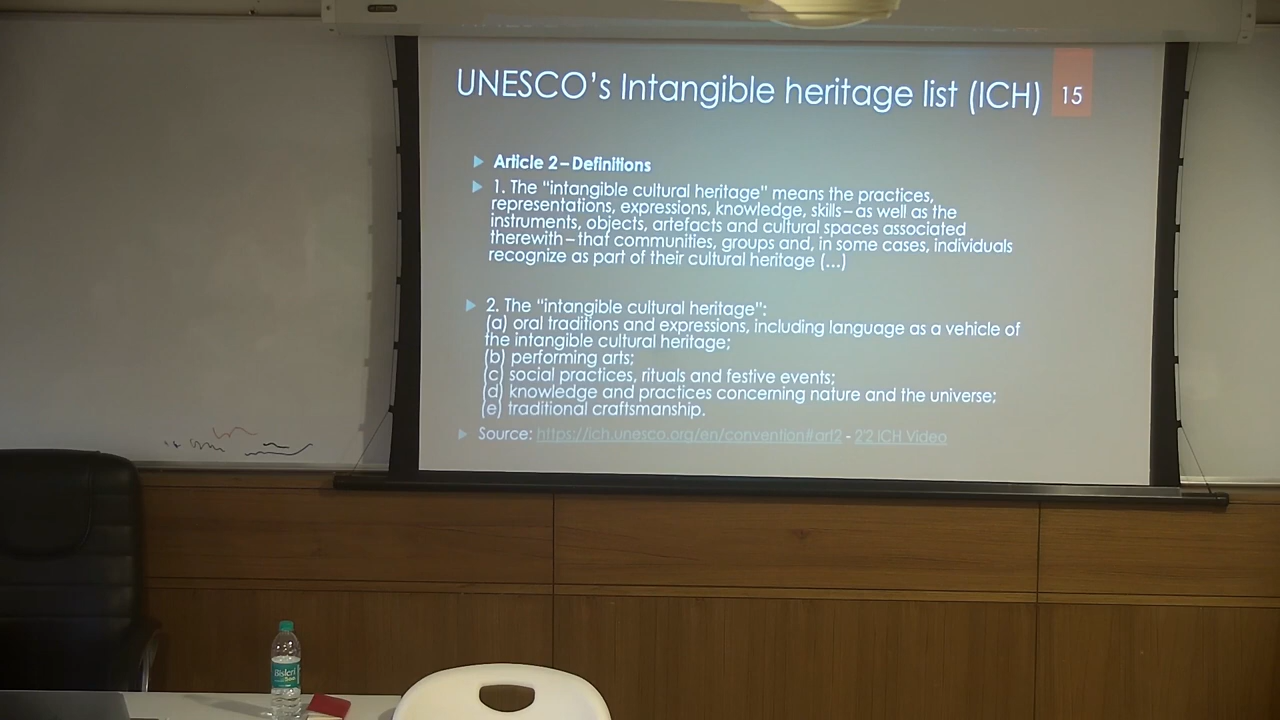 UNESCO's Intangible heritage list (ICH)
15
Article 2 – Definitions
1. The "intangible cultural heritage" means the practices,
representations, expressions, knowledge, skills – as well as the
instruments, objects, artefacts and cultural spaces associated
therewith – that communities, groups and, in some cases, individuals
recognize as part of their cultural heritage (...)
2. The "intangible cultural heritage":
(a) oral traditions and expressions, including language as a vehicle of
the intangible cultural heritage;
(b) performing arts;
(c) social practices, rituals and festive events;
(d) knowledge and practices concerning nature and the universe;
(e) traditional craftsmanship.
Source: https://ich.unesco.org/en/convention#art2 - 2'2 ICH Video
Bisleri